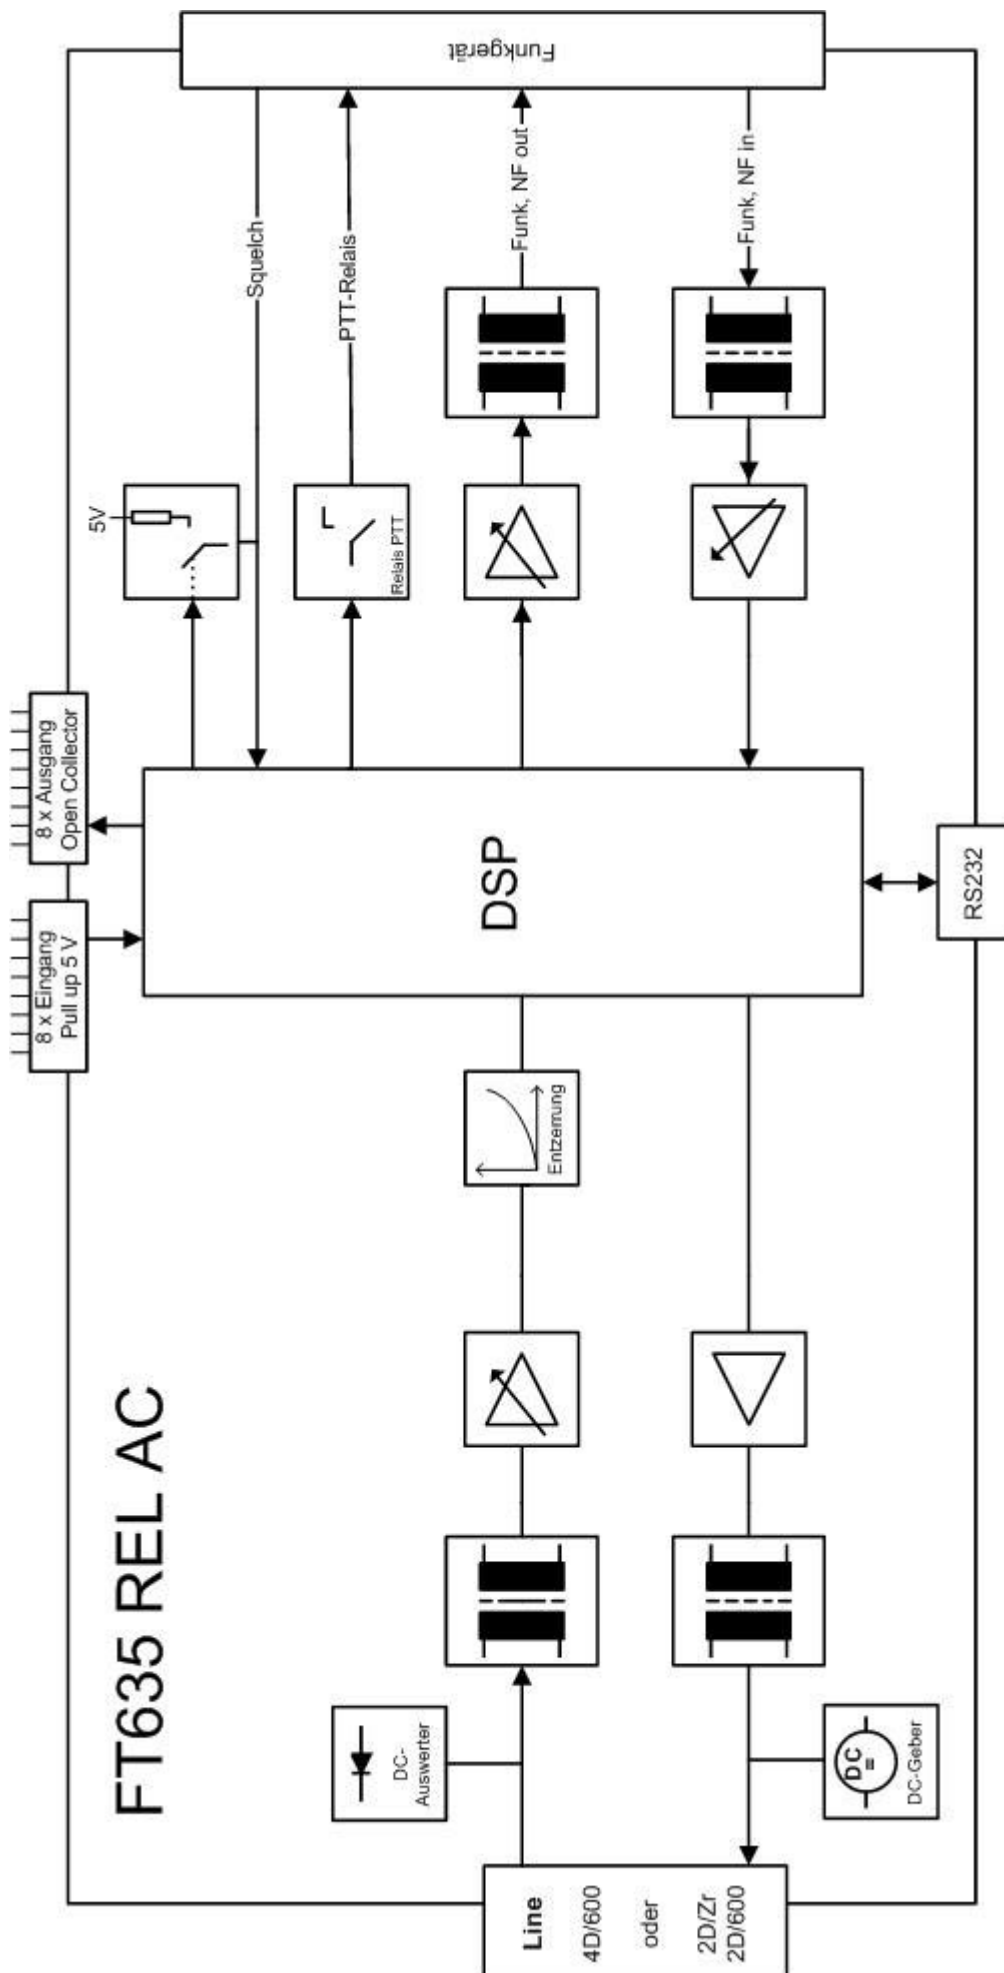 FT635 REL AC
8 x Eingang
Pull up 5 V
8 x Ausgang
Open Collector
5V
Squelch
PTT-Relais
Relais PTT
Funkgerät
DC-
Auswerter
Entzerrung
DSP
Funk, NF out
Funk, NF in
Line
4D/600
oder
2D/Zr
2D/600
DC
=
DC-Geber
RS232